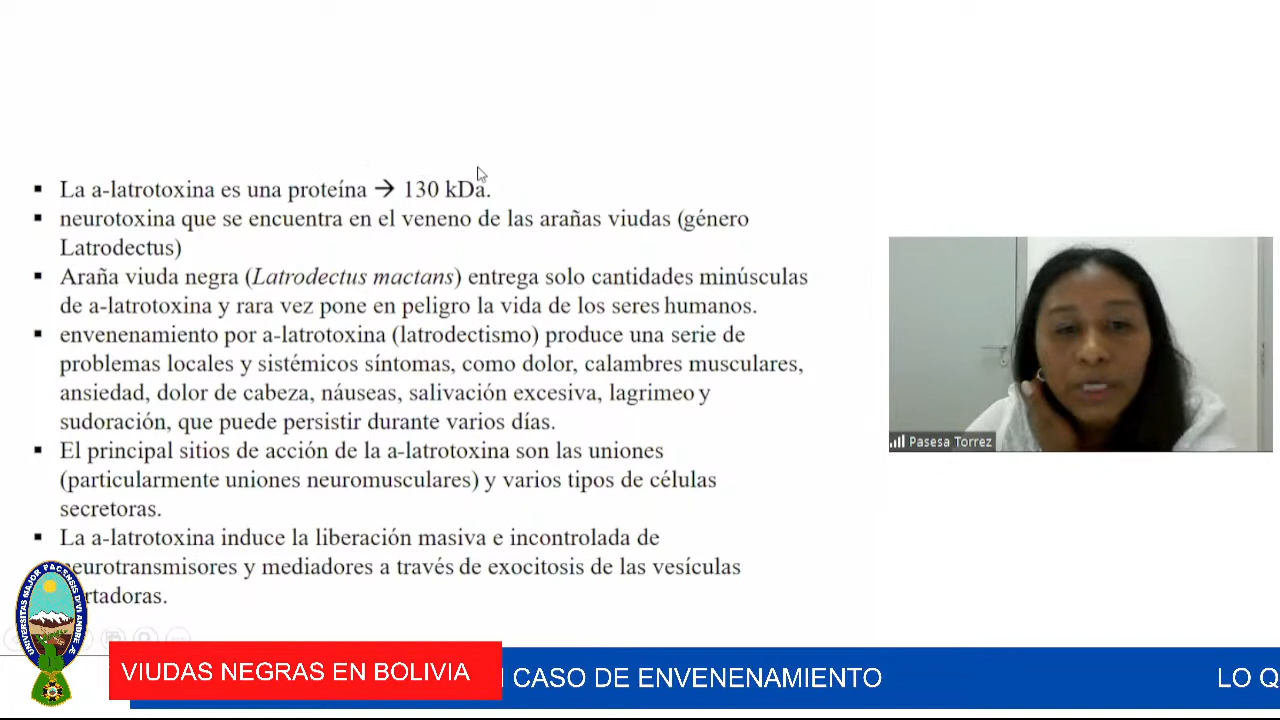 La a-latrotoxina es una proteína → 130 kDa.
neurotoxina que se encuentra en el veneno de las arañas viudas (género
Latrodectus)
Araña viuda negra (Latrodectus mactans) entrega solo cantidades minúsculas
de a-latrotoxina y rara vez pone en peligro la vida de los seres humanos.
envenenamiento por a-latrotoxina (latrodectismo) produce una serie de
problemas locales y sistémicos síntomas, como dolor, calambres musculares,
ansiedad, dolor de cabeza, náuseas, salivación excesiva, lagrimeo y
sudoración, que puede persistir durante varios días.
El principal sitios de acción de la a-latrotoxina son las uniones
(particularmente uniones neuromusculares) y varios tipos de células
secretoras.
La a-latrotoxina induce la liberación masiva e incontrolada de
eurotransmisores y mediadores a través de exocitosis de las vesículas
rtadoras.
Pasesa Torrez
VIUDAS NEGRAS EN BOLIVIA
CASO DE ENVENENAMIENTO
LO Q